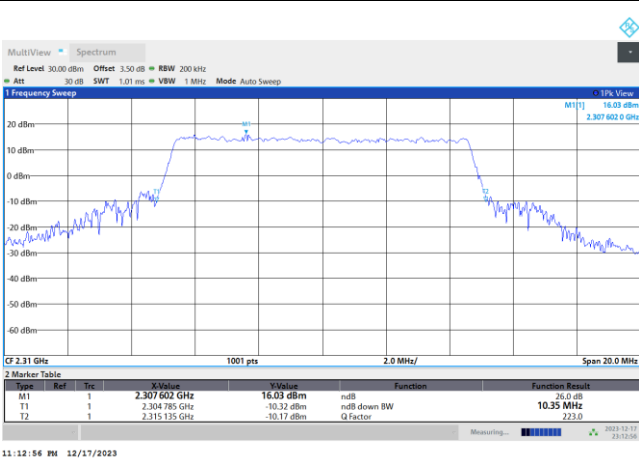 MultiView Spectrum
Ref Level 30.00 dBm Offset 3.50 dB RBW 200 kHz
Att 30 dB SWT 1.01 ms VBW 1 MHz Mode Auto Sweep
1 Frequency Sweep 1Pk View
M1[1] 16.03 dBm
2.307 602 0 GHz
M1
20 dBm
10 dBm
0 dBm
T1 T2
-10 dBm
-20 dBm
-30 dBm
-40 dBm
-50 dBm
-60 dBm
CF 2.31 GHz 1001 pts 2.0 MHz/ Span 20.0 MHz
2 Marker Table
Type Ref Trc X-Value Y-Value Function Function Result
M1 1 2.307 602 GHz 16.03 dBm ndB 26.0 dB
T1 1 2.304 785 GHz -10.32 dBm ndB down BW 10.35 MHz
T2 1 2.315 135 GHz -10.17 dBm Q Factor 223.0
Measuring... 2023-12-17
23:12:56
11:12:56 PM 12/17/2023